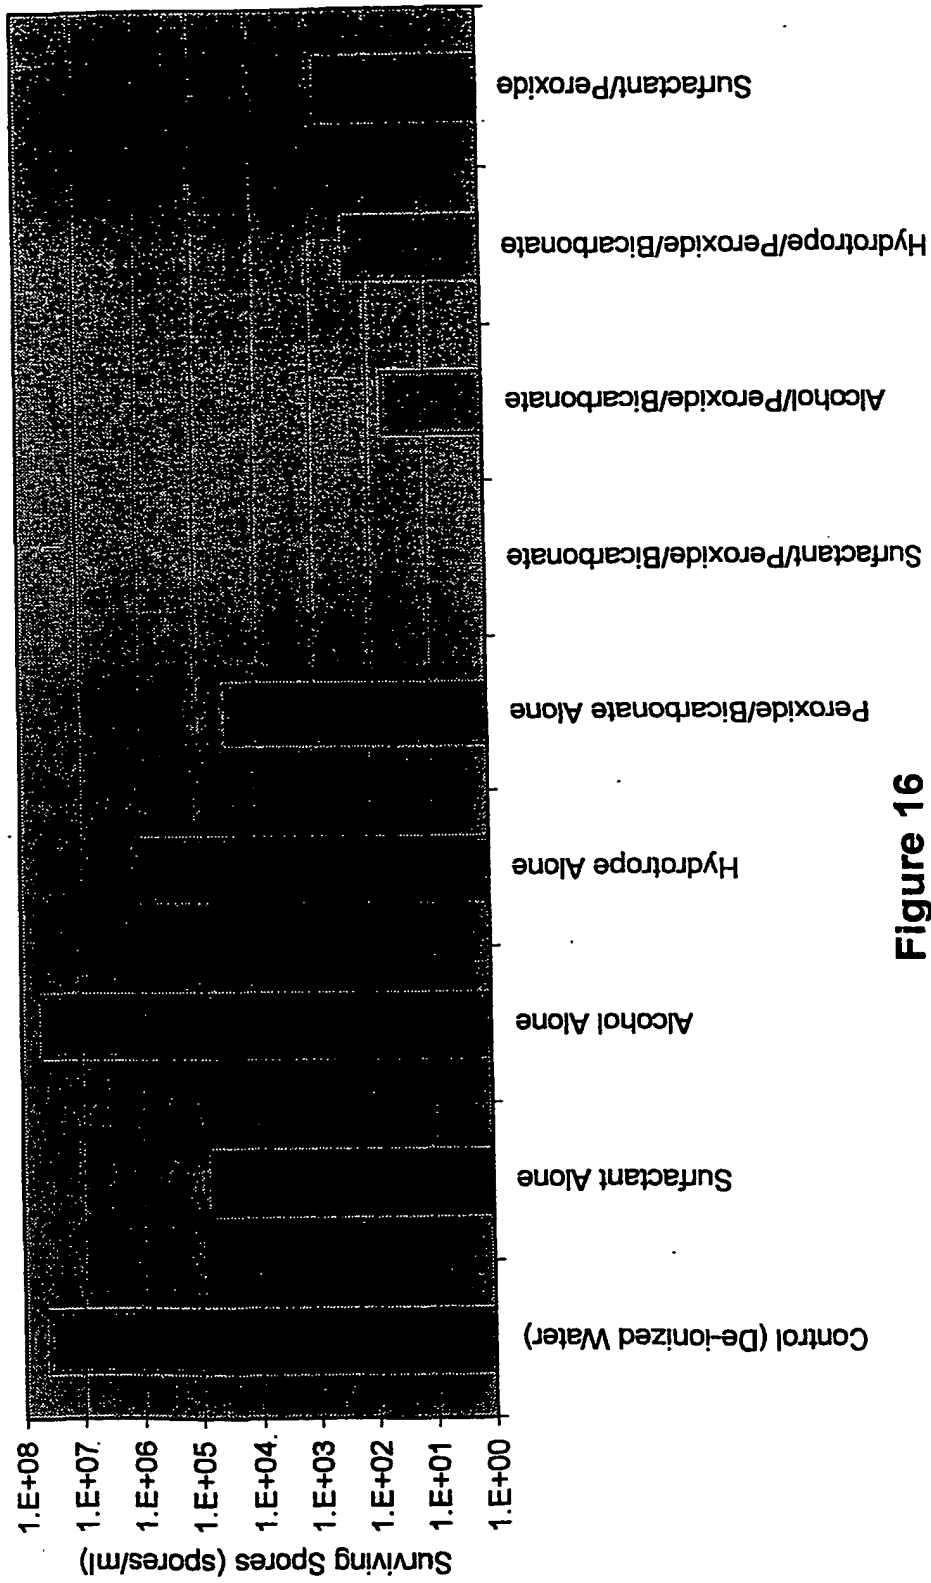 Surviving Spores (spores/ml)
1.E+08
1.E+07.
1.E+06
1.E+05
1.E+04.
1.E+03
1.E+02
1.E+01
1.E+00
Control (De-ionized Water)
Surfactant Alone
Alcohol Alone
Hydrotrope Alone
Peroxide/Bicarbonate Alone
Surfactant/Peroxide/Bicarbonate
Alcohol/Peroxide/Bicarbonate
Hydrotrope/Peroxide/Bicarbonate
Surfactant/Peroxide
Figure 16